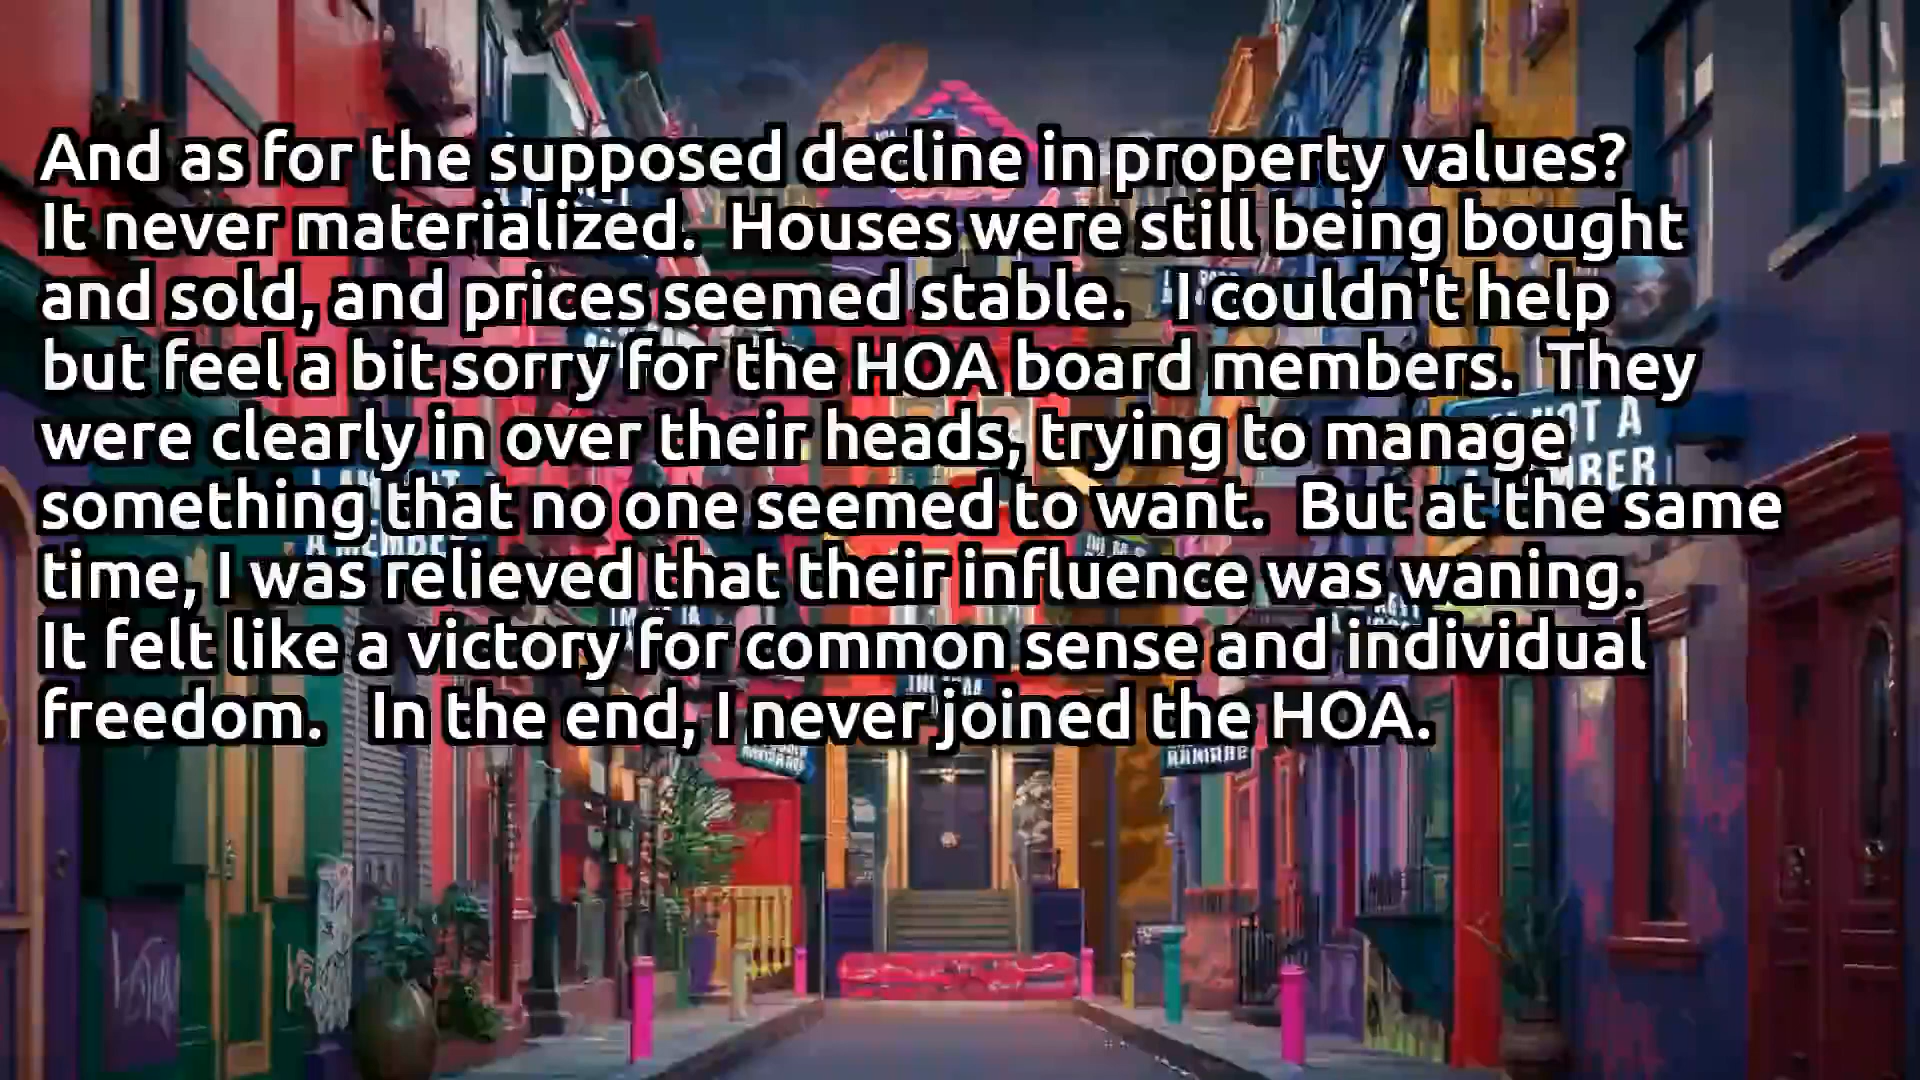 And as for the supposed decline in property values?
It never materialized.  Houses were still being bought
and sold, and prices seemed stable.   I couldn't help
but feel a bit sorry for the HOA board members.  They
were clearly in over their heads, trying to manage
something that no one seemed to want.  But at the same
time, I was relieved that their influence was waning.
It felt like a victory for common sense and individual
freedom.   In the end, I never joined the HOA.